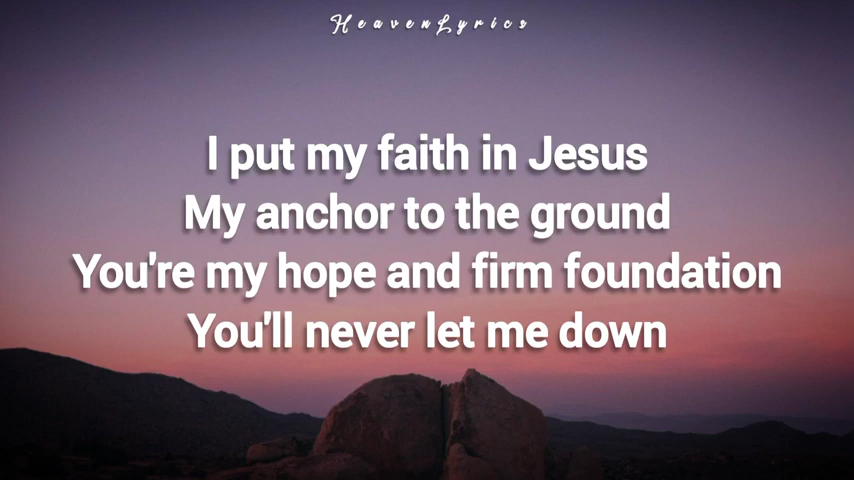 HeavenLyrics
I put my faith in Jesus
My anchor to the ground
You're my hope and firm foundation
You'll never let me down